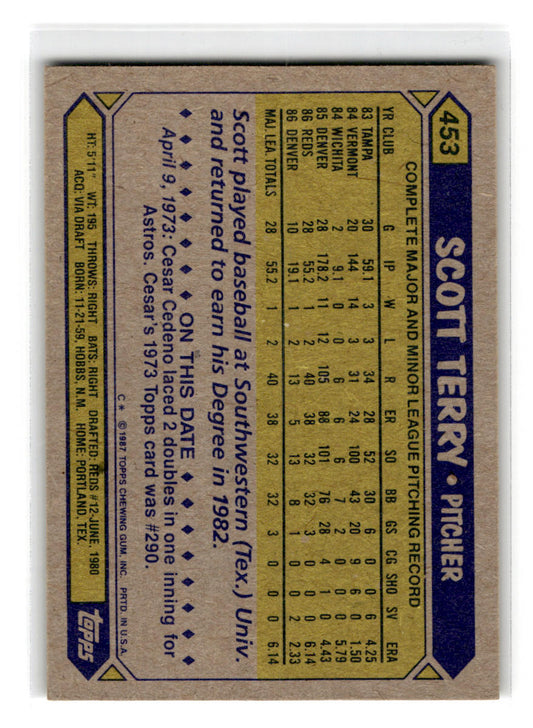 453 SCOTT TERRY • PITCHER
COMPLETE MAJOR AND MINOR LEAGUE PITCHING RECORD
YR CLUB G IP W L R ER SO BB GS CG SHO SV ERA
83 TAMPA 30 59.1 3 3 34 28 52 30 6 0 0 6 4.25
84 VERMONT 20 144 14 3 31 24 100 43 20 9 0 1.50
84 WICHITA 2 9.1 0 0 6 6 7 2 0 0 0 5.79
85 DENVER 28 178.2 11 12 105 88 101 76 28 4 1 0 4.43
86 REDS 28 55.2 1 2 40 38 32 32 3 0 0 0 6.14
86 DENVER 10 19.1 1 2 13 5 13 8 1 0 0 2 2.33
MAJ. LEA. TOTALS 28 55.2 1 2 40 38 32 32 3 0 0 0 6.14
Scott played baseball at Southwestern (Tex.) Univ.
and returned to earn his Degree in 1982.
♦ ♦ ♦ ♦ ♦ ON THIS DATE ♦ ♦ ♦ ♦ ♦
April 9, 1973: Cesar Cedeno laced 2 doubles in one inning for
Astros. Cesar's 1973 Topps card was #290.
C* ©1987 TOPPS CHEWING GUM, INC. PRTD. IN U.S.A.
HT: 5'11" WT: 195 THROWS: RIGHT BATS: RIGHT DRAFTED: REDS #12-JUNE, 1980
ACQ: VIA DRAFT BORN: 11-21-59, HOBBS, N.M. HOME: PORTLAND, TEX.
topps